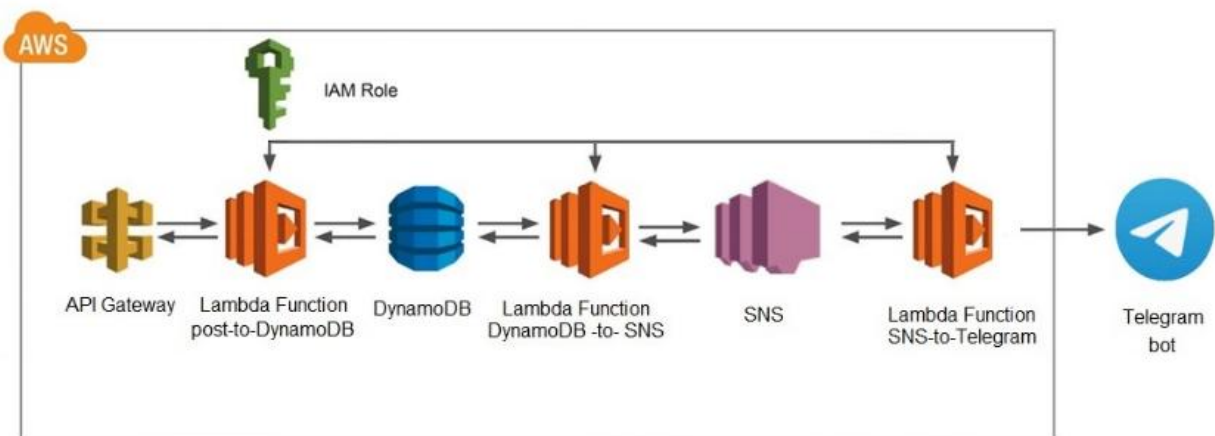 AWS
IAM Role
API Gateway
Lambda Function
post-to-DynamoDB
DynamoDB
Lambda Function
DynamoDB -to- SNS
SNS
Lambda Function
SNS-to-Telegram
Telegram
bot